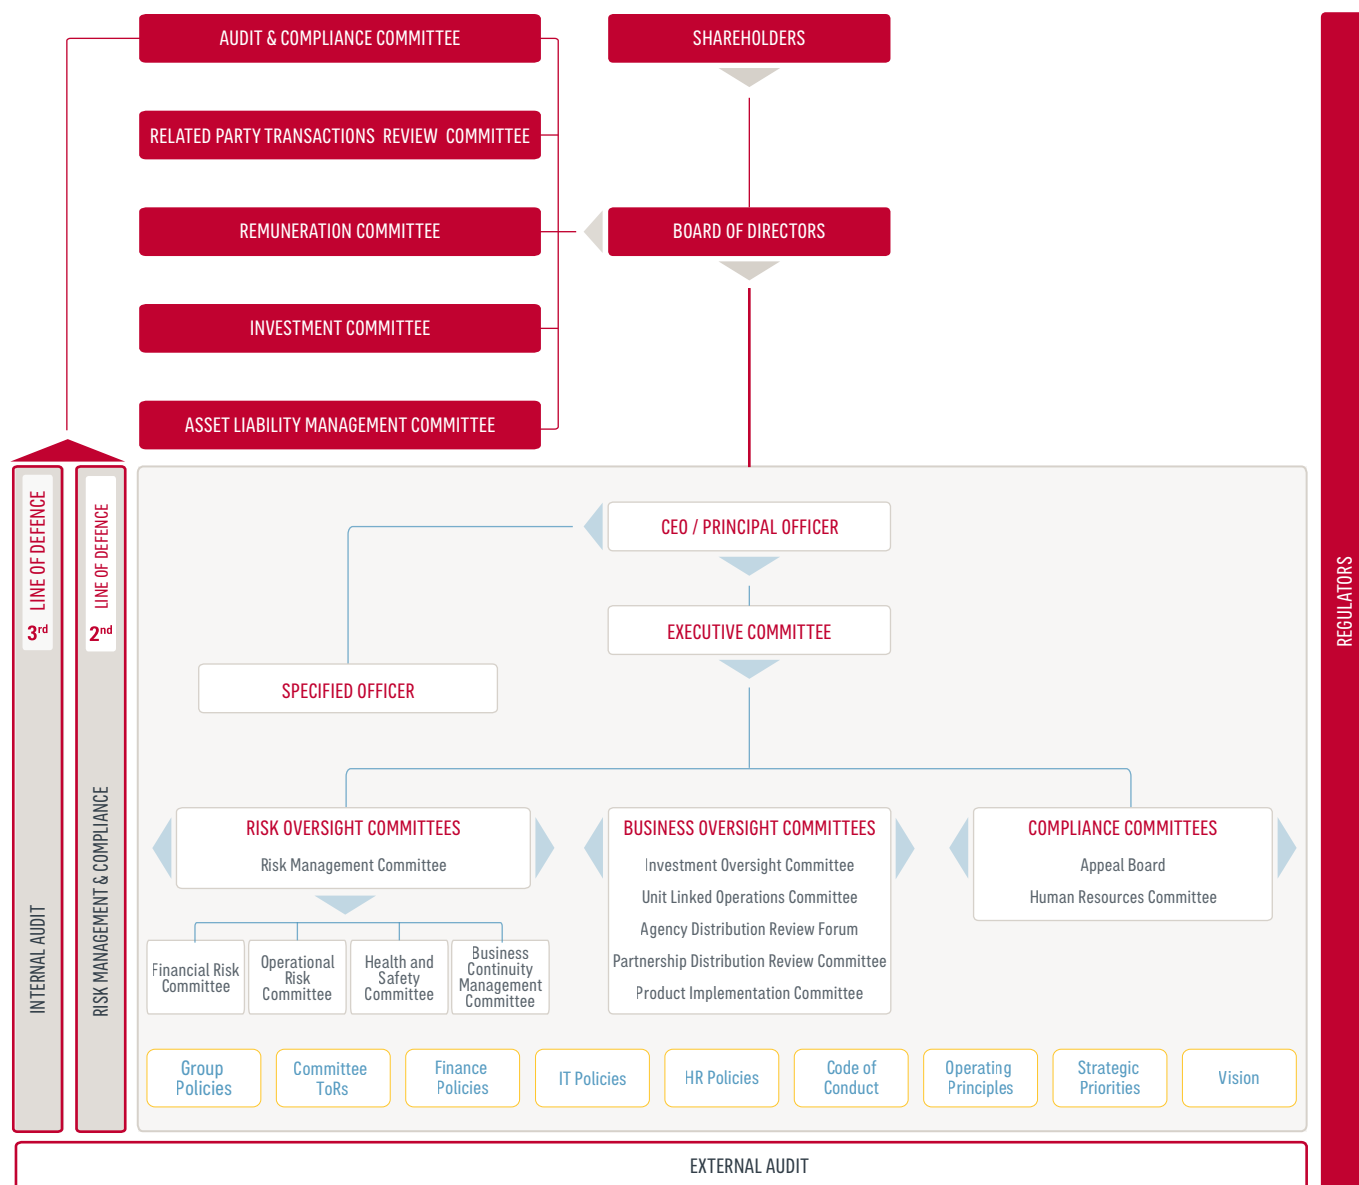 AUDIT & COMPLIANCE COMMITTEE
SHAREHOLDERS
RELATED PARTY TRANSACTIONS REVIEW COMMITTEE
REMUNERATION COMMITTEE
BOARD OF DIRECTORS
INVESTMENT COMMITTEE
ASSET LIABILITY MANAGEMENT COMMITTEE
3rd LINE OF DEFENCE
INTERNAL AUDIT
2nd LINE OF DEFENCE
RISK MANAGEMENT & COMPLIANCE
CEO / PRINCIPAL OFFICER
EXECUTIVE COMMITTEE
SPECIFIED OFFICER
RISK OVERSIGHT COMMITTEES
Risk Management Committee
Financial Risk
Committee
Operational
Risk
Committee
Health and
Safety
Committee
Business
Continuity
Management
Committee
BUSINESS OVERSIGHT COMMITTEES
Investment Oversight Committee
Unit Linked Operations Committee
Agency Distribution Review Forum
Partnership Distribution Review Committee
Product Implementation Committee
COMPLIANCE COMMITTEES
Appeal Board
Human Resources Committee
Group
Policies
Committee
ToRs
Finance
Policies
IT Policies
HR Policies
Code of
Conduct
Operating
Principles
Strategic
Priorities
Vision
EXTERNAL AUDIT
REGULATORS